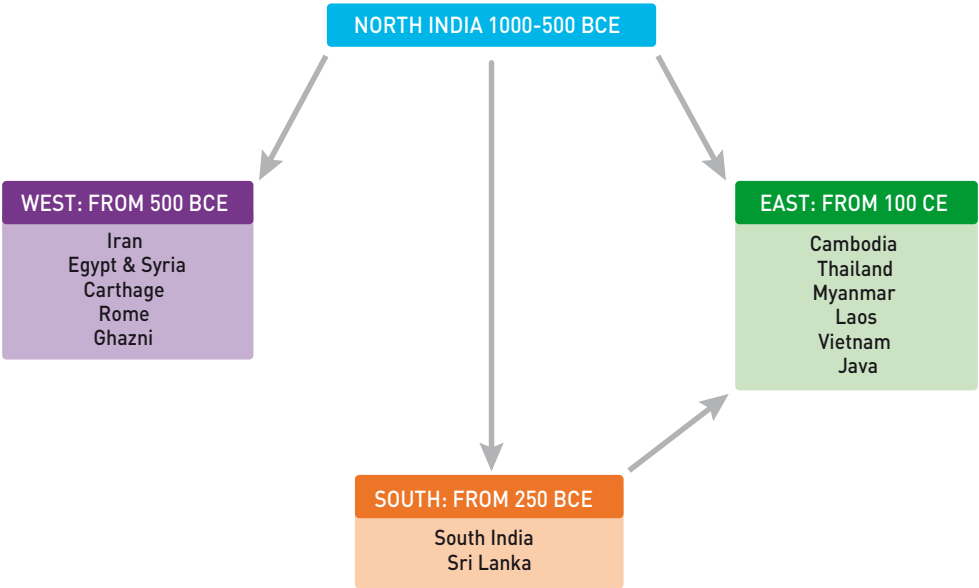 NORTH INDIA 1000-500 BCE
WEST: FROM 500 BCE
Iran
Egypt & Syria
Carthage
Rome
Ghazni
EAST: FROM 100 CE
Cambodia
Thailand
Myanmar
Laos
Vietnam
Java
SOUTH: FROM 250 BCE
South India
Sri Lanka